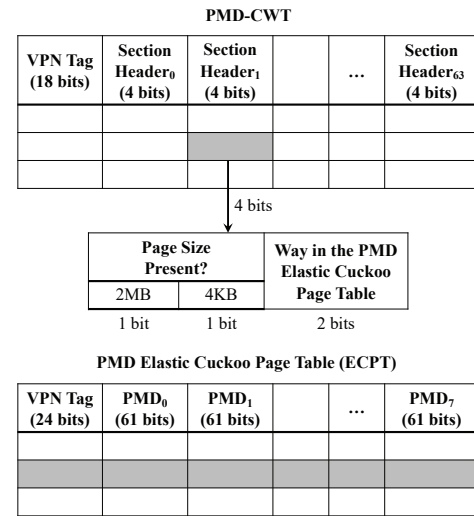 PMD-CWT
VPN Tag (18 bits) Section Header₀ (4 bits) Section Header₁ (4 bits) ... Section Header₆₃ (4 bits)
4 bits
Page Size Present? Way in the PMD Elastic Cuckoo Page Table
2MB 4KB
1 bit 1 bit 2 bits
PMD Elastic Cuckoo Page Table (ECPT)
VPN Tag (24 bits) PMD₀ (61 bits) PMD₁ (61 bits) ... PMD₇ (61 bits)